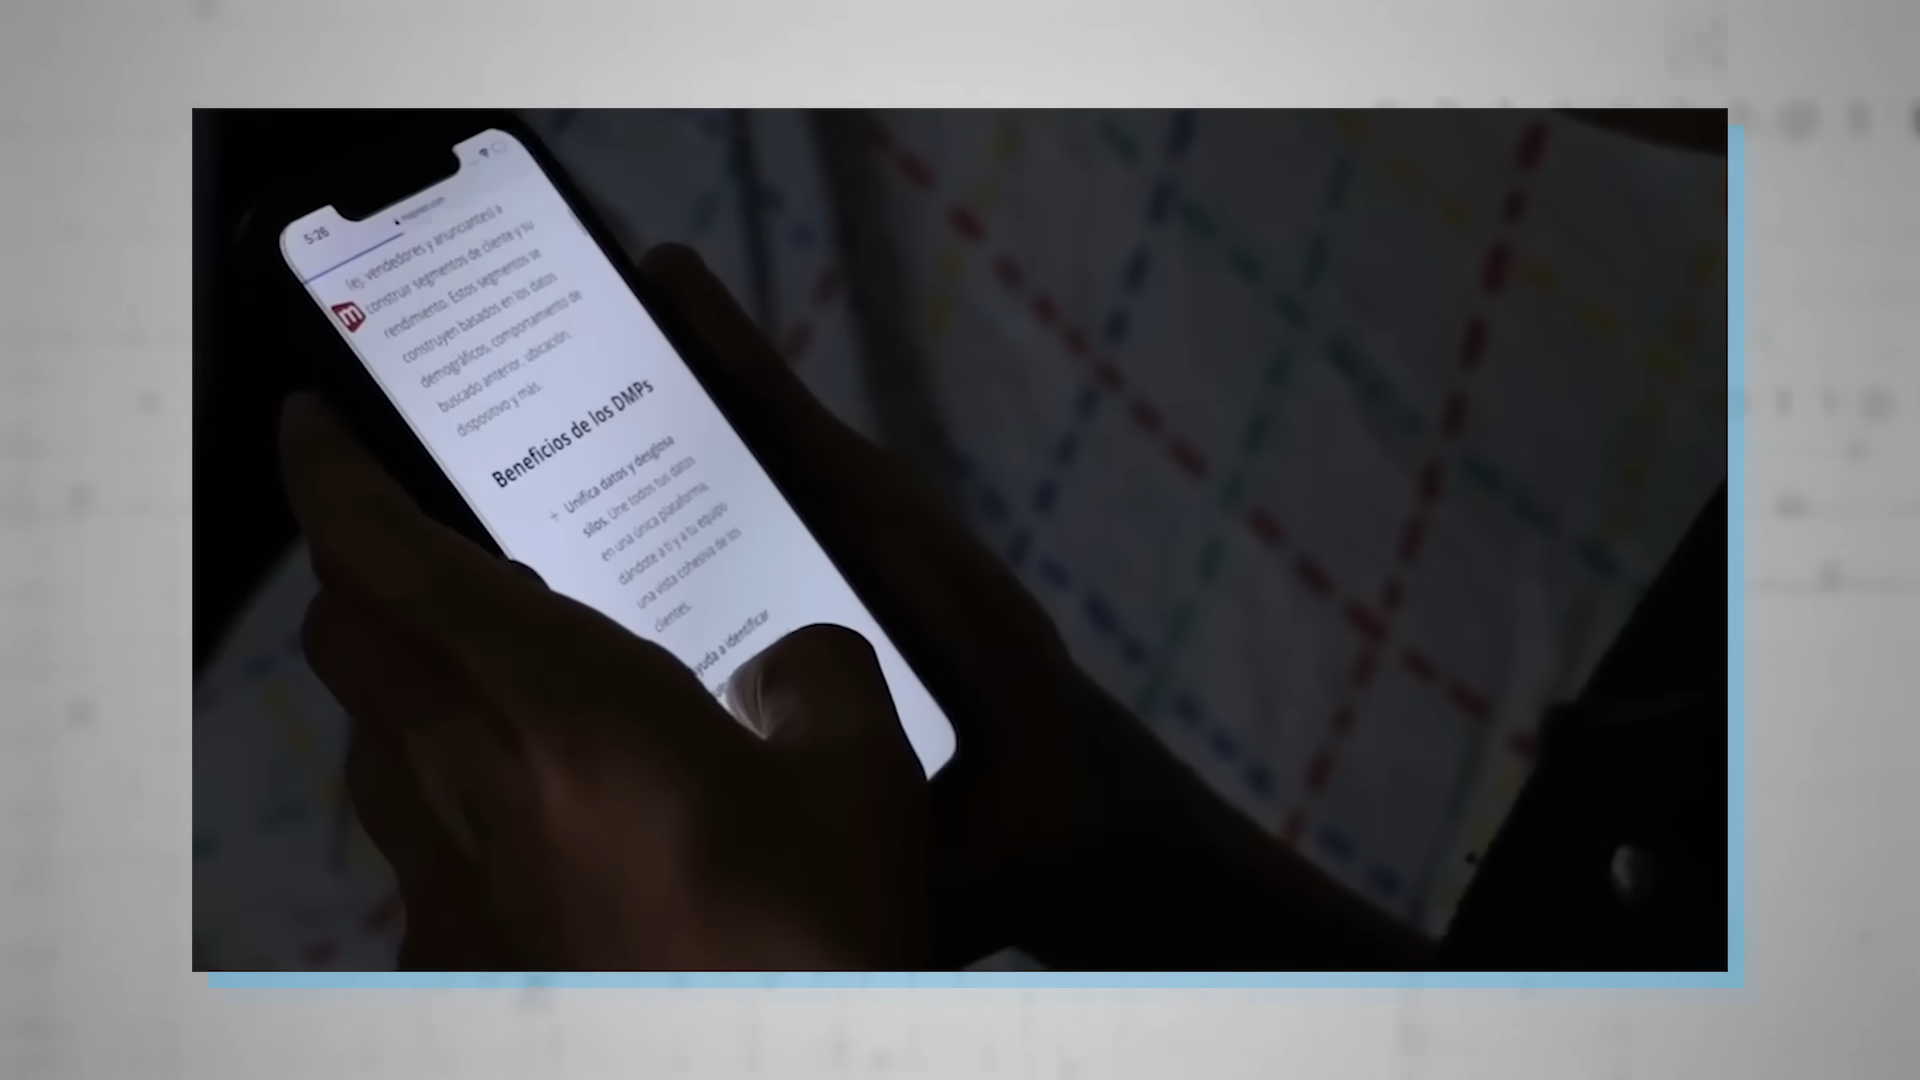 5:26
(ej. vendedores y anunciantes) a
construir segmentos de cliente y su
rendimiento. Estos segmentos se
construyen basados en los datos
demográficos, comportamiento de
buscado anterior, ubicación,
dispositivo y más.
m
Beneficios de los DMPs
+ Unifica datos y desglosa
silos. Une todos tus datos
en una única plataforma,
dándote a ti y a tu equipo
una vista cohesiva de los
clientes.
yuda a identificar